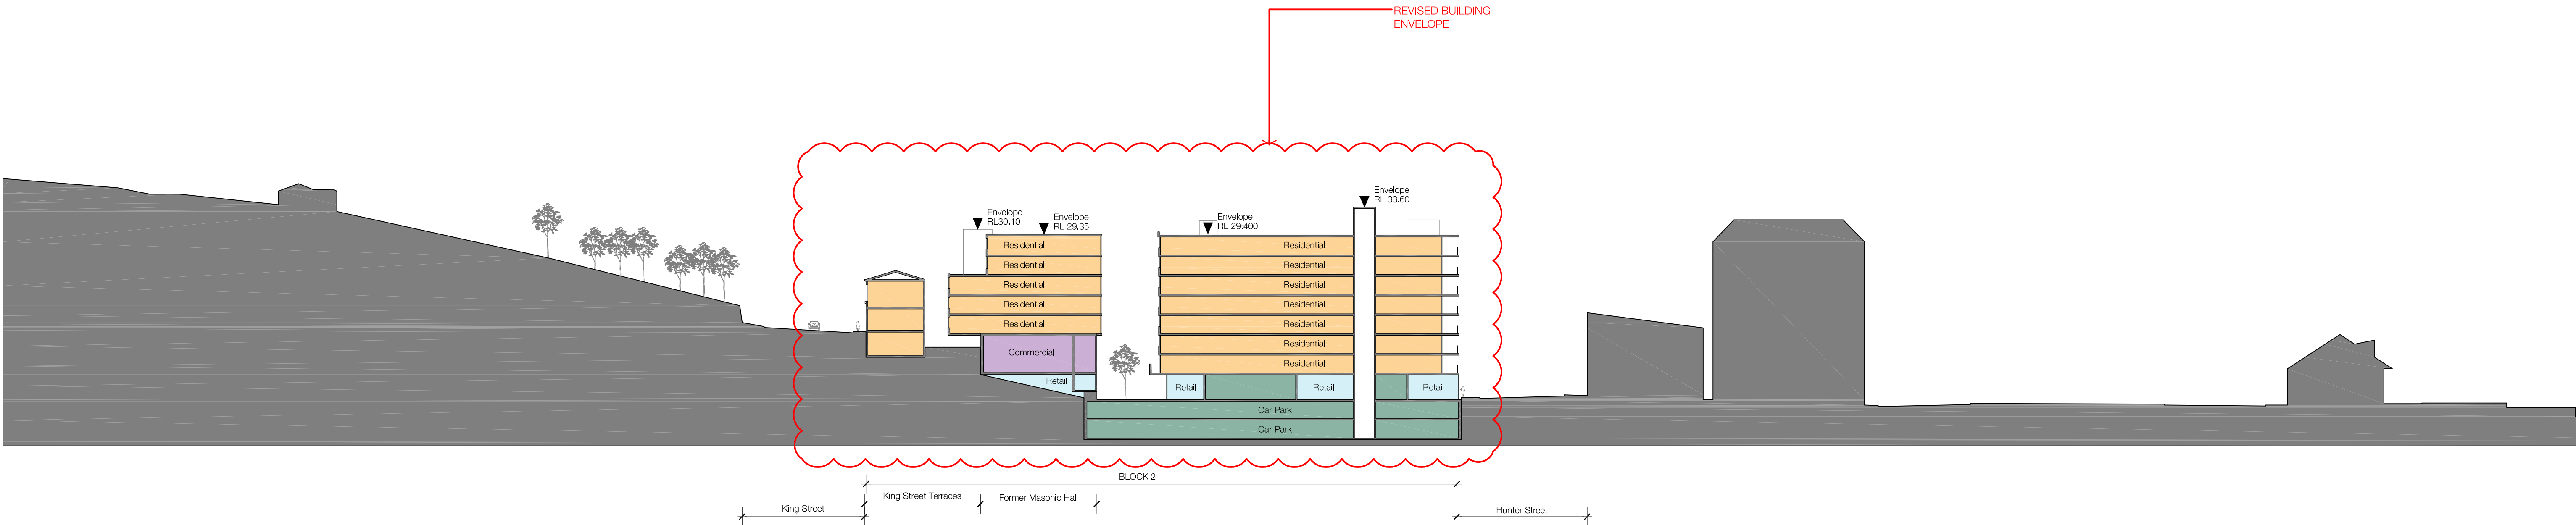 REVISED BUILDING
ENVELOPE
Envelope
RL 33.60
Envelope
RL30.10
Envelope
RL 29.35
Envelope
RL 29.400
Residential
Residential
Residential
Residential
Residential
Commercial
Retail
Residential
Residential
Residential
Residential
Residential
Residential
Residential
Retail
Retail
Retail
Car Park
Car Park
BLOCK 2
King Street Terraces
Former Masonic Hall
King Street
Hunter Street